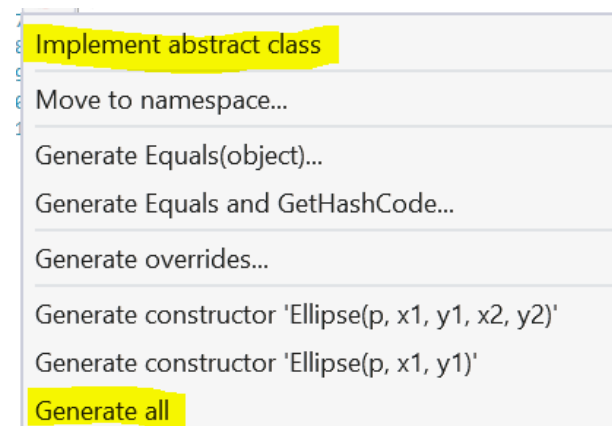 Implement abstract class
Move to namespace...
Generate Equals(object)...
Generate Equals and GetHashCode...
Generate overrides...
Generate constructor 'Ellipse(p, x1, y1, x2, y2)'
Generate constructor 'Ellipse(p, x1, y1)'
Generate all